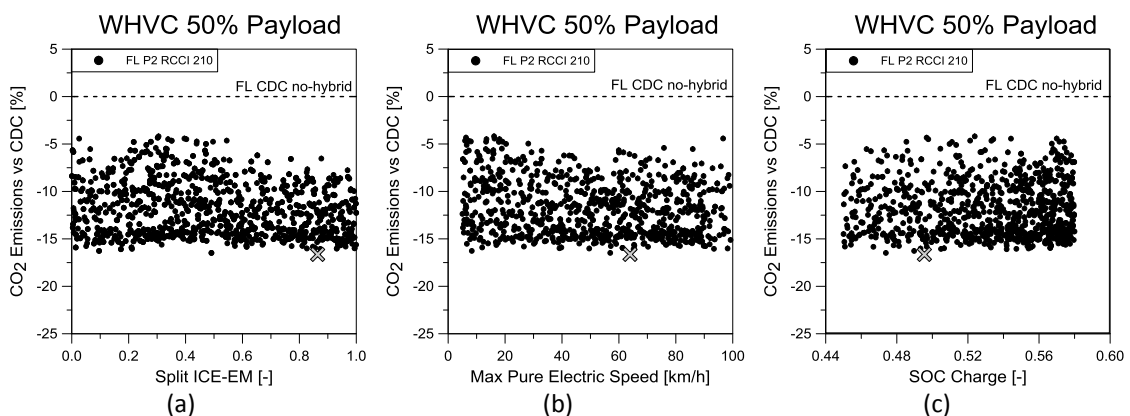 WHVC 50% Payload
CO2 Emissions vs CDC [%]
5
0
-5
-10
-15
-20
-25
FL P2 RCCI 210
FL CDC no-hybrid
0.0 0.2 0.4 0.6 0.8 1.0
Split ICE-EM [-]
(a)
WHVC 50% Payload
CO2 Emissions vs CDC [%]
5
0
-5
-10
-15
-20
-25
FL P2 RCCI 210
FL CDC no-hybrid
0 20 40 60 80 100
Max Pure Electric Speed [km/h]
(b)
WHVC 50% Payload
CO2 Emissions vs CDC [%]
5
0
-5
-10
-15
-20
-25
FL P2 RCCI 210
FL CDC no-hybrid
0.44 0.48 0.52 0.56 0.60
SOC Charge [-]
(c)